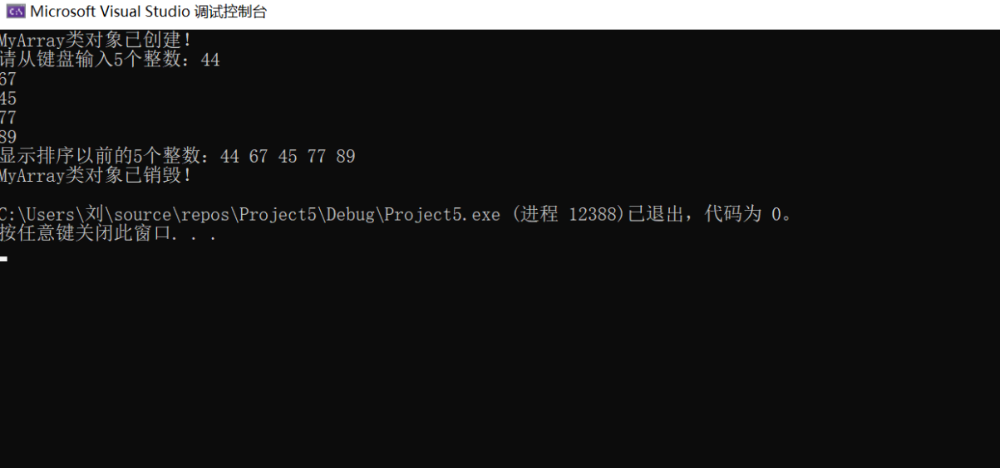 Microsoft Visual Studio 调试控制台
MyArray类对象已创建！
请从键盘输入5个整数：44
67
45
77
89
显示排序以前的5个整数：44 67 45 77 89
MyArray类对象已销毁！
C:\Users\刘\source\repos\Project5\Debug\Project5.exe (进程 12388)已退出，代码为 0。
按任意键关闭此窗口. . .